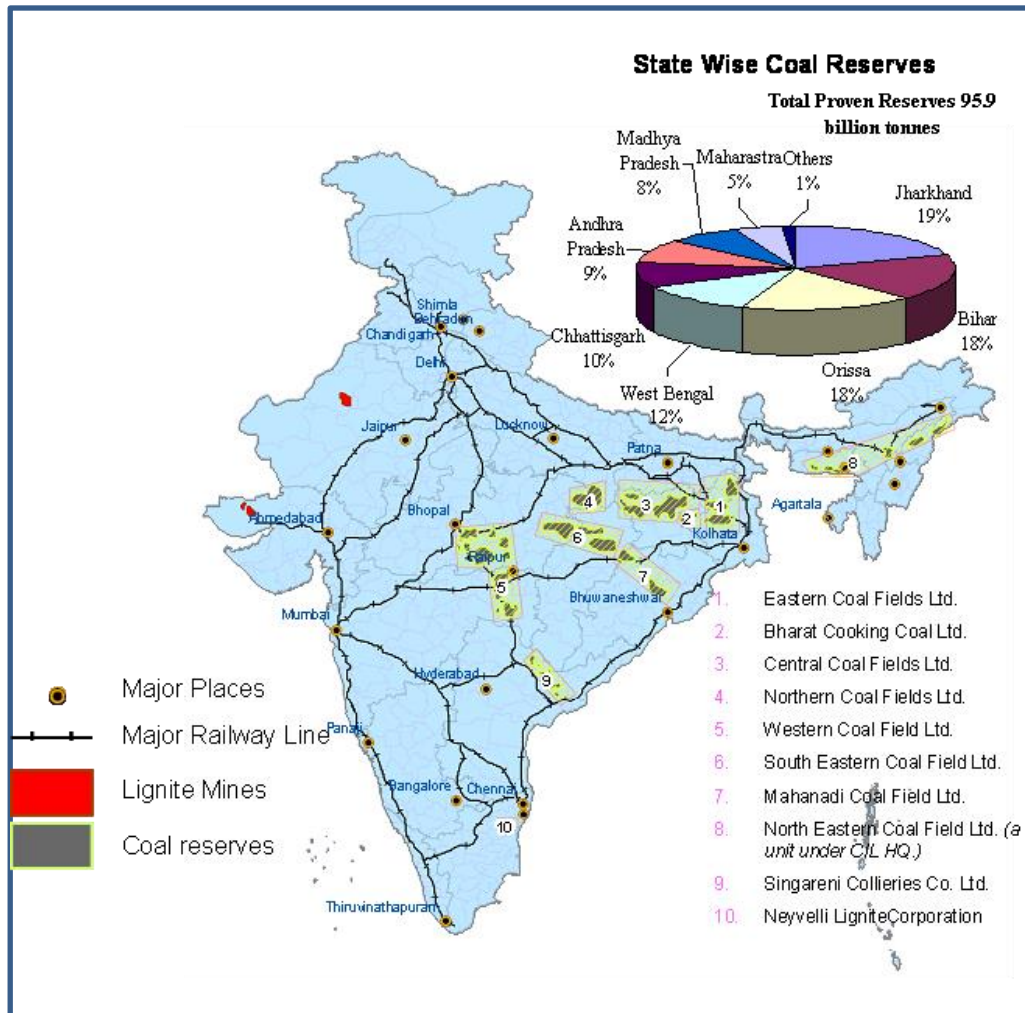 State Wise Coal Reserves
Total Proven Reserves 95.9
billion tonnes
Madhya
Pradesh
8%
Maharastra
5%
Others
1%
Jharkhand
19%
Andhra
Pradesh
9%
Chhattisgarh
10%
West Bengal
12%
Orissa
18%
Bihar
18%
Shimla
Dehradun
Chandigarh
Delhi
Jaipur
Lucknow
Patna
Agartala
Ahmedabad
Bhopal
Raipur
Kolhata
Bhuwaneshwar
Mumbai
Hyderabad
Panaji
Bangalore
Chennai
Thiruvinathapuram
1
2
3
4
5
6
7
8
9
10
Major Places
Major Railway Line
Lignite Mines
Coal reserves
1. Eastern Coal Fields Ltd.
2. Bharat Cooking Coal Ltd.
3. Central Coal Fields Ltd.
4. Northern Coal Fields Ltd.
5. Western Coal Field Ltd.
6. South Eastern Coal Field Ltd.
7. Mahanadi Coal Field Ltd.
8. North Eastern Coal Field Ltd. (a
unit under CIL HQ.)
9. Singareni Collieries Co. Ltd.
10. Neyvelli LigniteCorporation